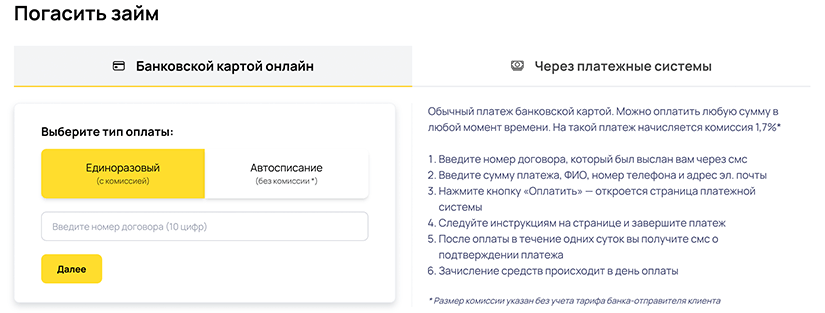 Погасить займ
Банковской картой онлайн
Через платежные системы
Выберите тип оплаты:
Единоразовый
(с комиссией)
Автосписание
(без комиссии *)
Введите номер договора (10 цифр)
Далее
Обычный платеж банковской картой. Можно оплатить любую сумму в
любой момент времени. На такой платеж начисляется комиссия 1,7%*
1. Введите номер договора, который был выслан вам через смс
2. Введите сумму платежа, ФИО, номер телефона и адрес эл. почты
3. Нажмите кнопку «Оплатить» — откроется страница платежной
системы
4. Следуйте инструкциям на странице и завершите платеж
5. После оплаты в течение одних суток вы получите смс о
подтверждении платежа
6. Зачисление средств происходит в день оплаты
* Размер комиссии указан без учета тарифа банка-отправителя клиента